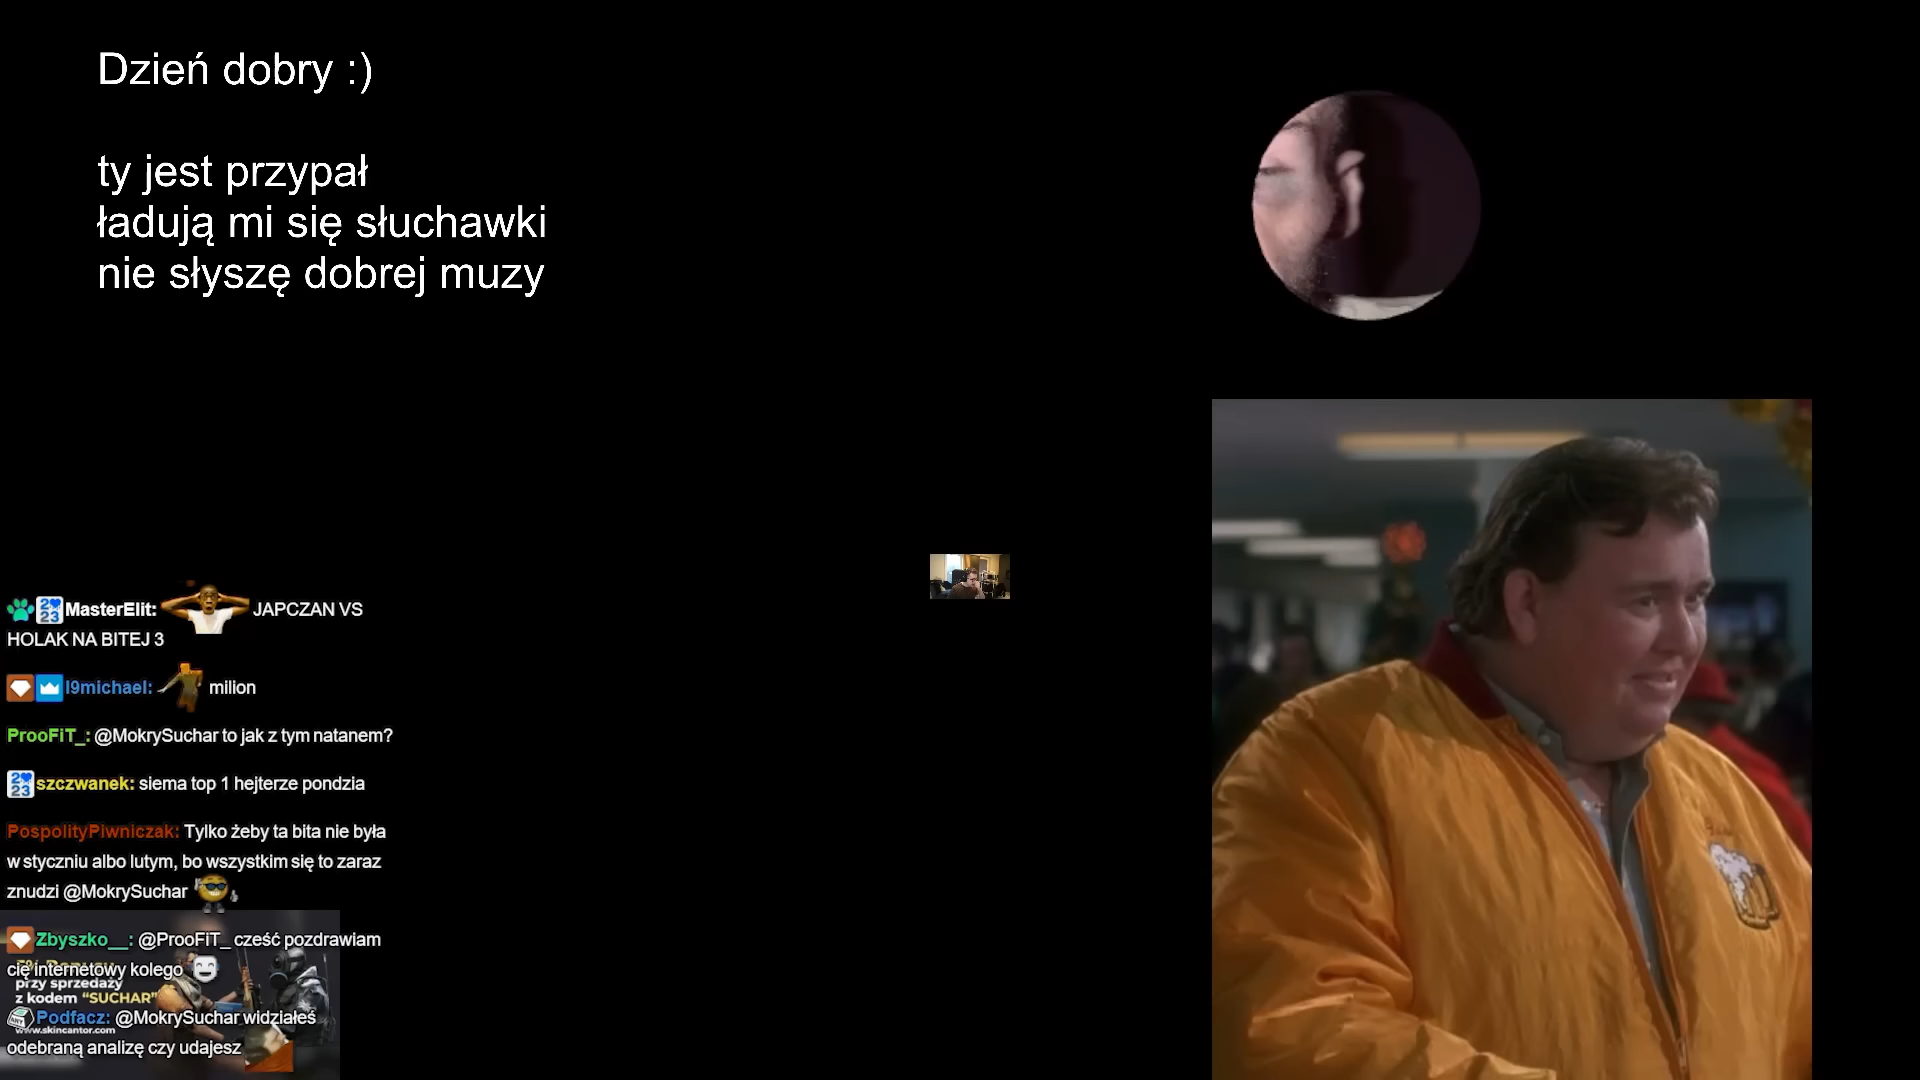 Dzień dobry :)
ty jest przypał
ładują mi się słuchawki
nie słyszę dobrej muzy
MasterElit: JAPCZAN VS
HOLAK NA BITEJ 3
l9michael: milion
ProoFiT_: @MokrySuchar to jak z tym natanem?
szczwanek: siema top 1 hejterze pondzia
PospolityPiwniczak: Tylko żeby ta bita nie była
w styczniu albo lutym, bo wszystkim się to zaraz
znudzi @MokrySuchar
Zbyszko__: @ProoFiT_ cześć pozdrawiam
cię internetowy kolego
przy sprzedaży
z kodem "SUCHAR"
Podfacz: @MokrySuchar widziałeś
www.skincantor.com
odebraną analizę czy udajesz